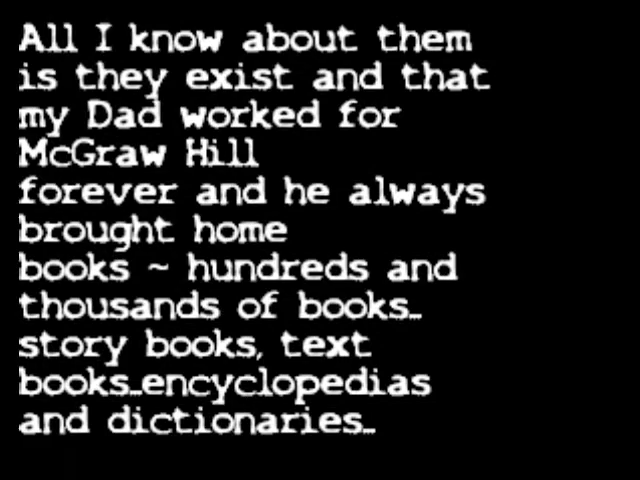 All I know about them
is they exist and that
my Dad worked for
McGraw Hill
forever and he always
brought home
books ~ hundreds and
thousands of books...
story books, text
books...encyclopedias
and dictionaries...